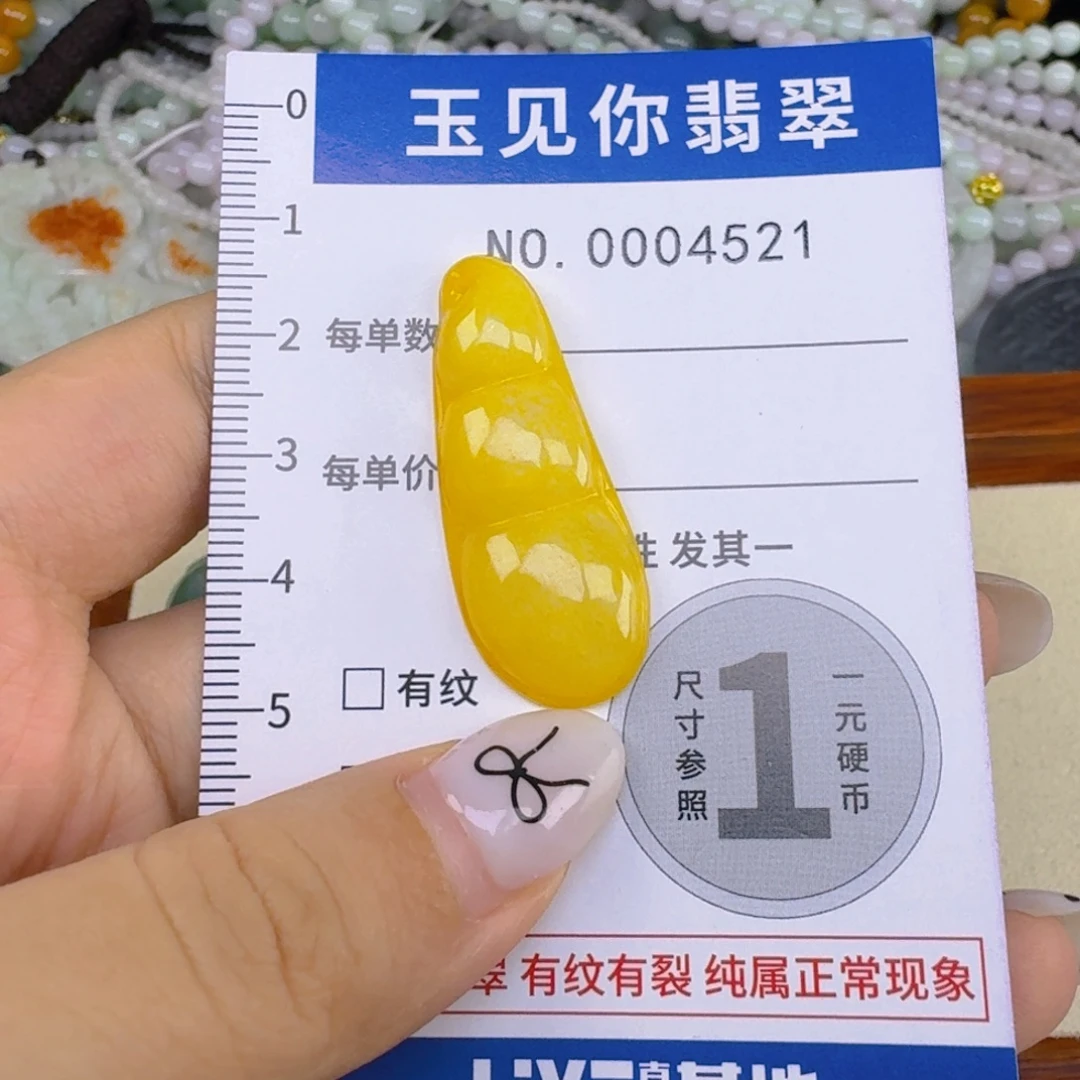 玉见你翡翠
NO. 0004521
0
1
2
3
4
5
每单数
每单价
发其一
有纹
尺寸参照
1
一元硬币
有纹有裂 纯属正常现象